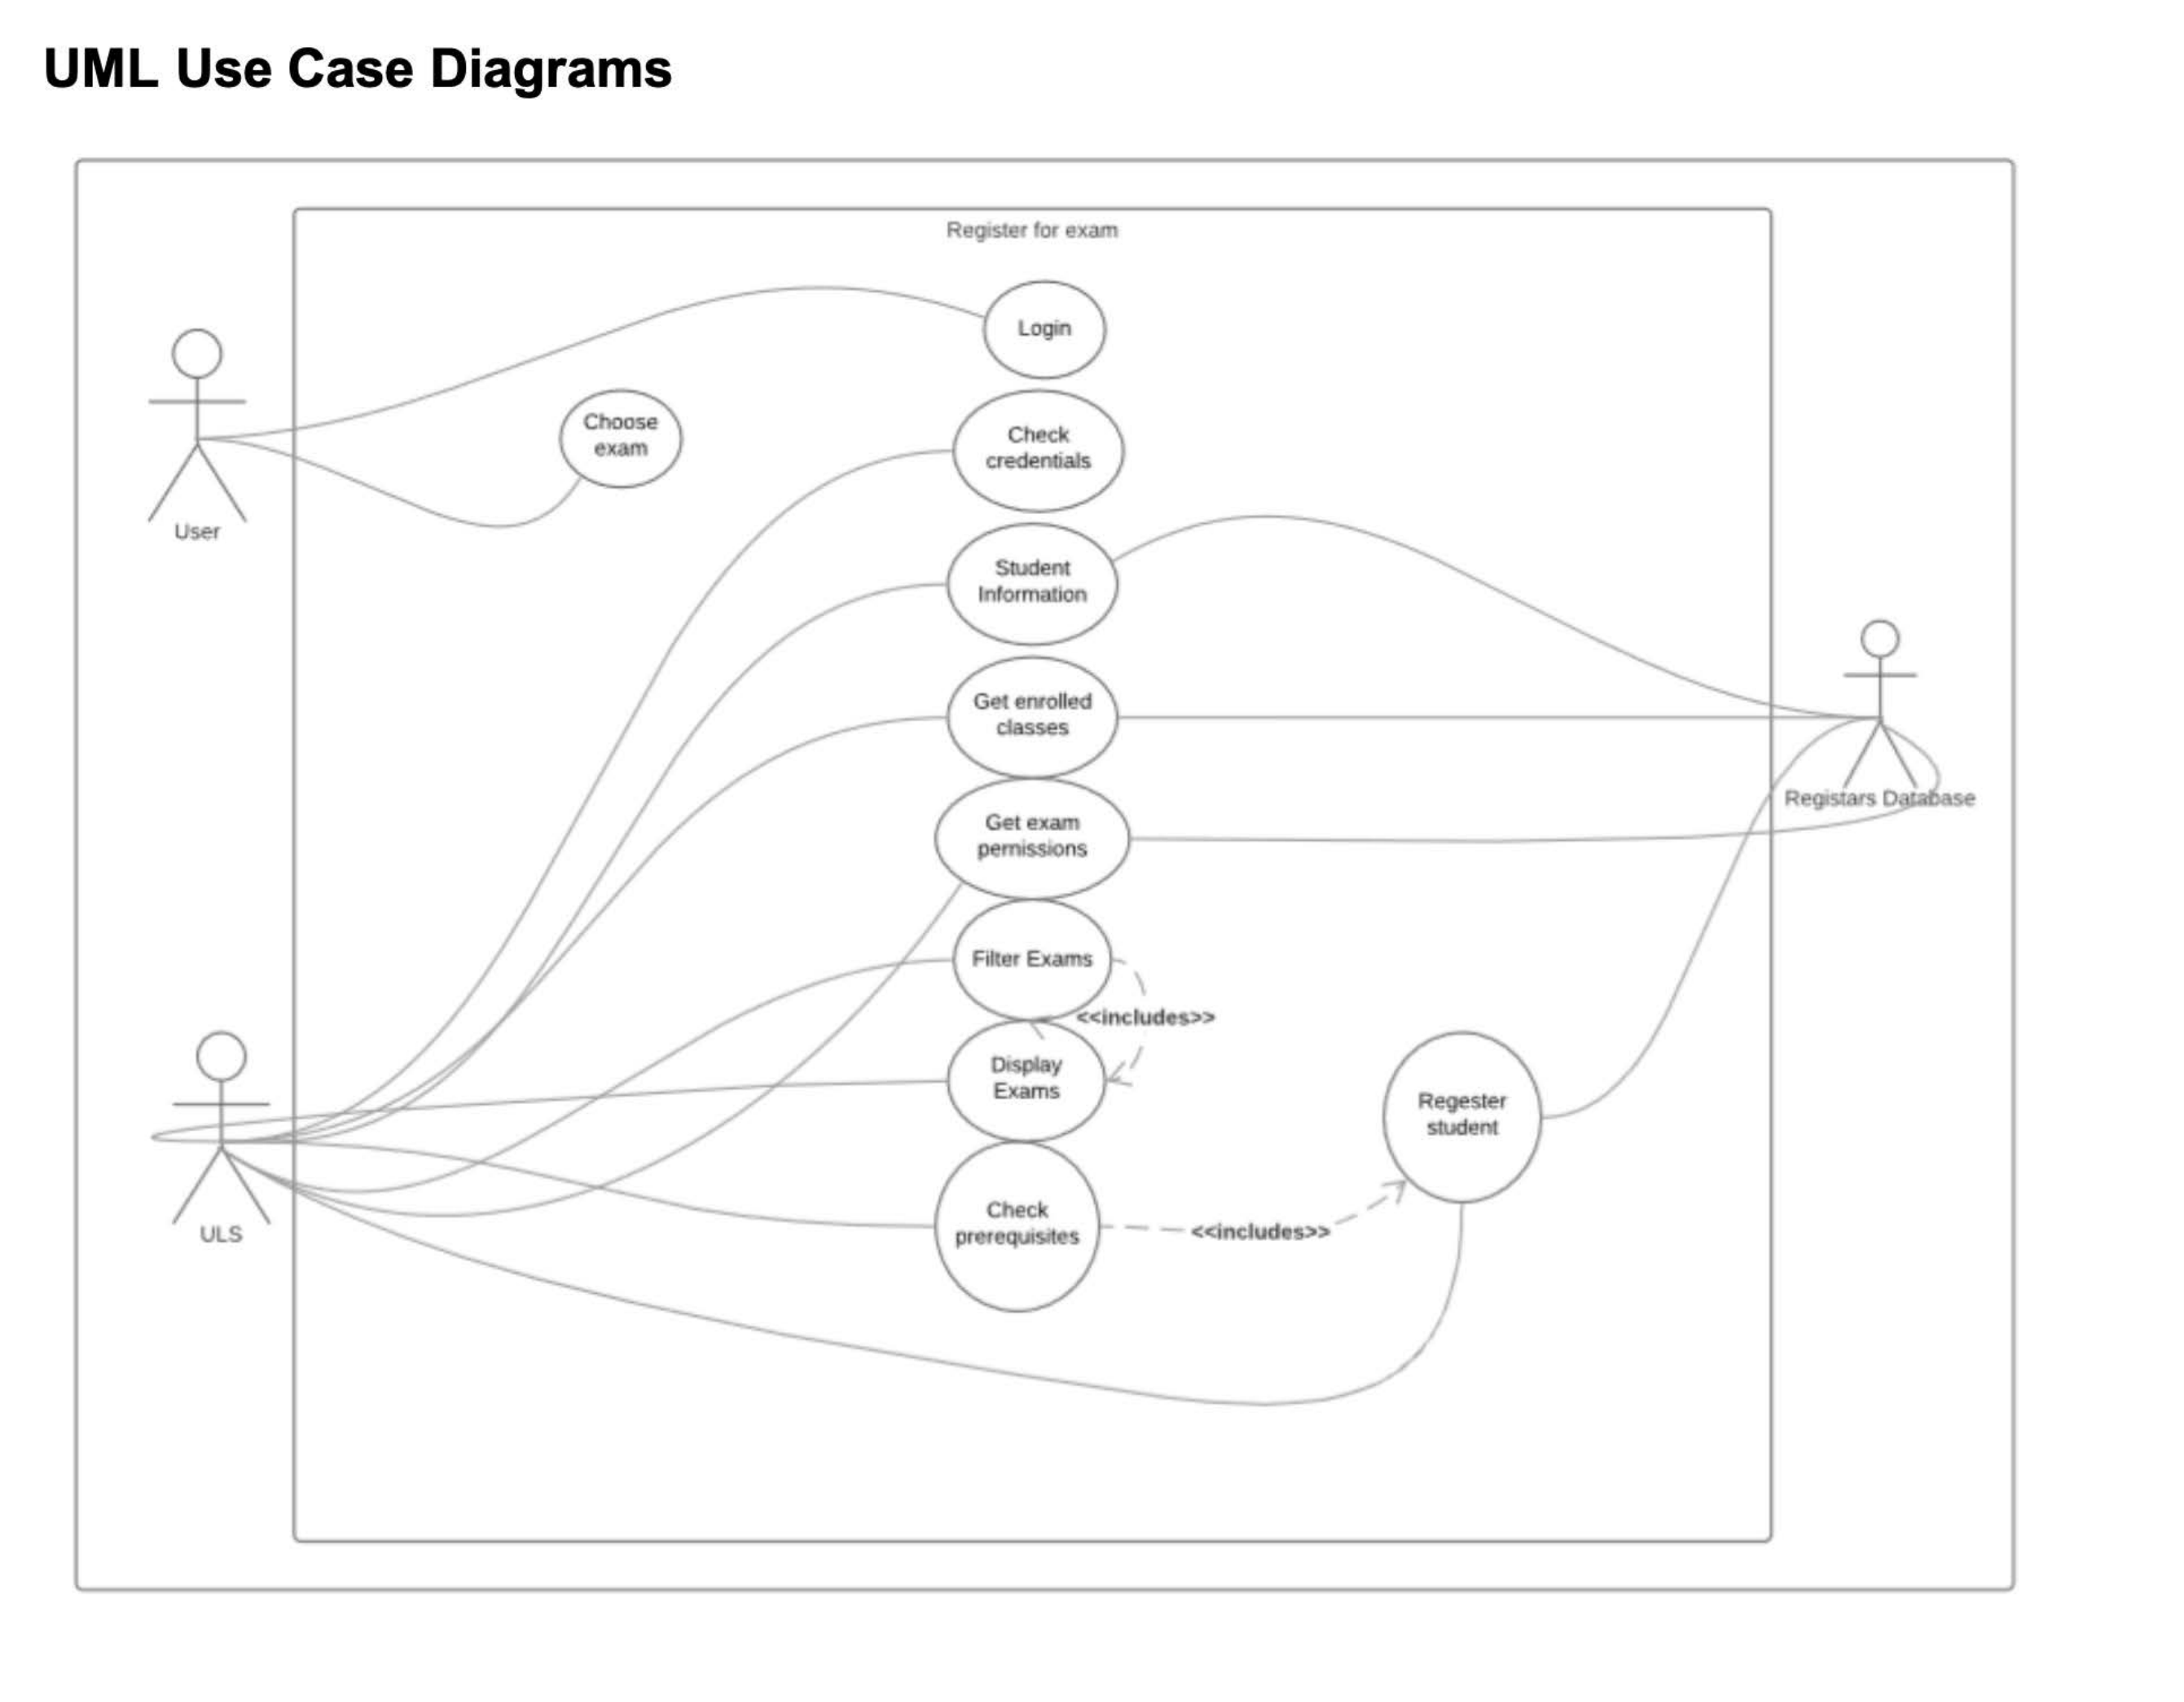 UML Use Case Diagrams
Register for exam
Login
Choose
exam
Check
credentials
User
Student
Information
Get enrolled
classes
Registars Database
Get exam
pernissions
Filter Exams
<<includes>>
Display
Exams
Regester
student
Check
prerequisites
<<includes>>
ULS